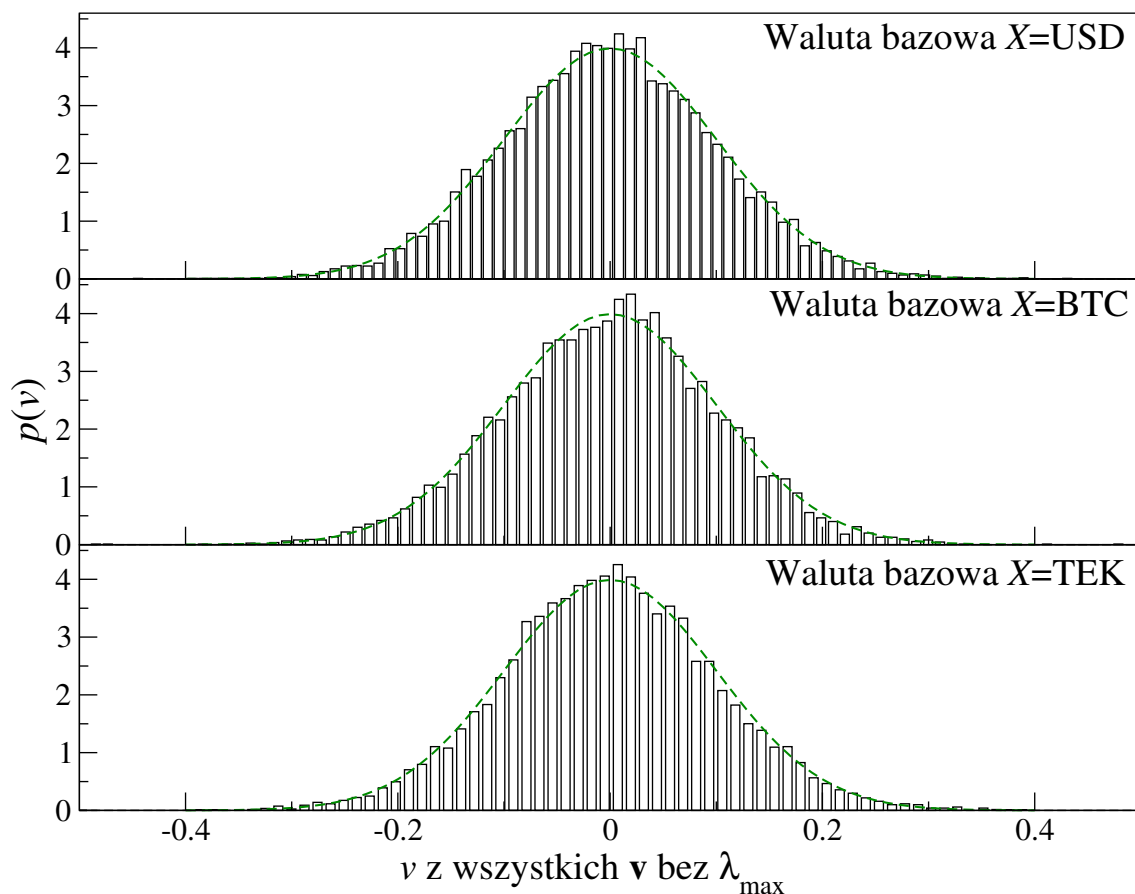 Waluta bazowa X=USD
4
3
2
1
0
Waluta bazowa X=BTC
4
3
2
1
0
p(v)
Waluta bazowa X=TEK
4
3
2
1
0
-0.4 -0.2 0 0.2 0.4
v z wszystkich v bez λmax